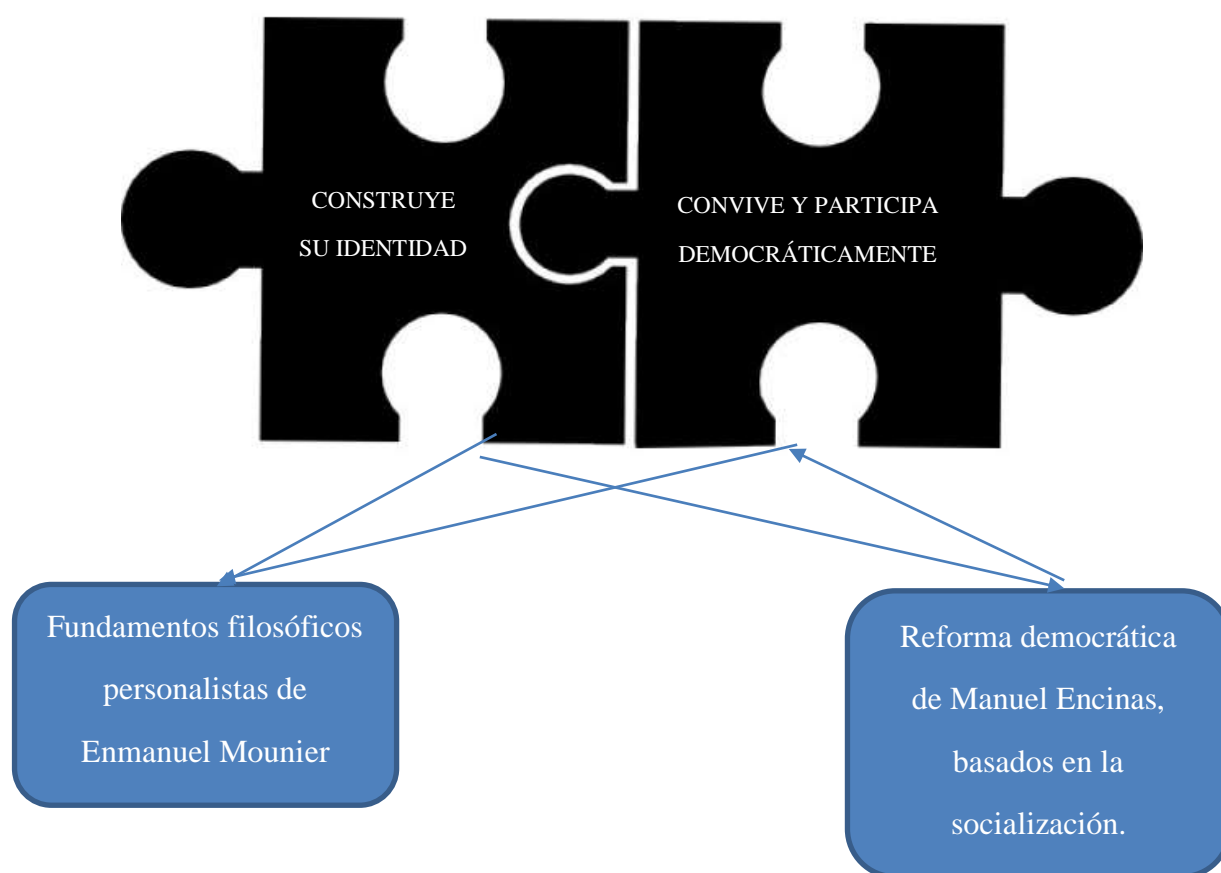 CONSTRUYE
SU IDENTIDAD
CONVIVE Y PARTICIPA
DEMOCRÁTICAMENTE
Fundamentos filosóficos
personalistas de
Enmanuel Mounier
Reforma democrática
de Manuel Encinas,
basados en la
socialización.